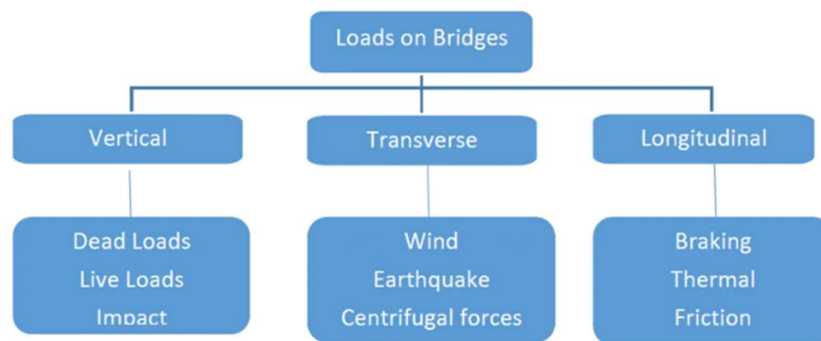 Loads on Bridges
Vertical
Transverse
Longitudinal
Dead Loads
Live Loads
Impact
Wind
Earthquake
Centrifugal forces
Braking
Thermal
Friction